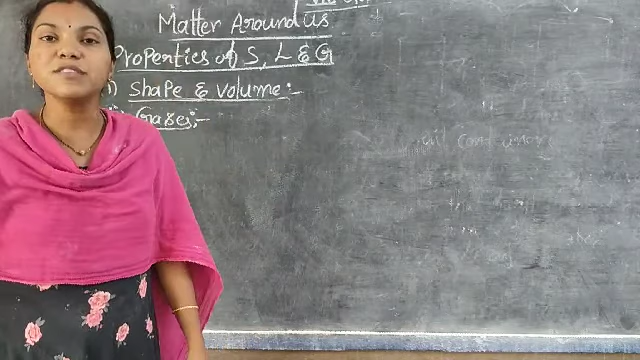 Matter Around us
Properties of S, L & G
i) Shape & volume:-
Gases:-